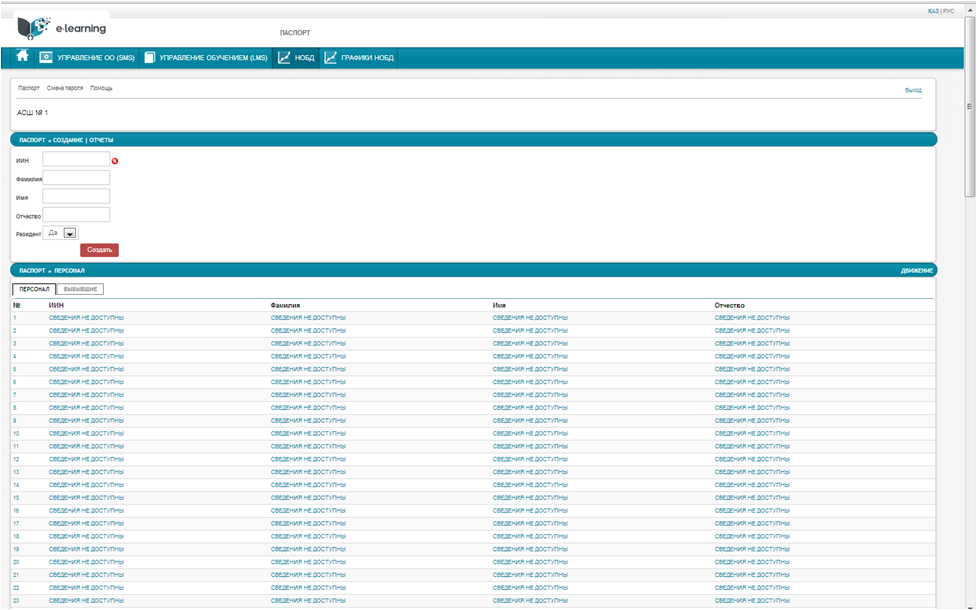 ҚАЗ | РУС
e-learning
ПАСПОРТ
УПРАВЛЕНИЕ ОО (SMS) УПРАВЛЕНИЕ ОБУЧЕНИЕМ (LMS) НОБД ГРАФИКИ НОБД
Паспорт Смена пароля Помощь Выход
АСШ № 1
ПАСПОРТ » СОЗДАНИЕ | ОТЧЕТЫ
ИИН
Фамилия
Имя
Отчество
Резидент Да
Создать
ПАСПОРТ » ПЕРСОНАЛ ДВИЖЕНИЕ
ПЕРСОНАЛ ВЫБЫВШИЕ
№ ИИН Фамилия Имя Отчество
1 СВЕДЕНИЯ НЕ ДОСТУПНЫ СВЕДЕНИЯ НЕ ДОСТУПНЫ СВЕДЕНИЯ НЕ ДОСТУПНЫ СВЕДЕНИЯ НЕ ДОСТУПНЫ
2 СВЕДЕНИЯ НЕ ДОСТУПНЫ СВЕДЕНИЯ НЕ ДОСТУПНЫ СВЕДЕНИЯ НЕ ДОСТУПНЫ СВЕДЕНИЯ НЕ ДОСТУПНЫ
3 СВЕДЕНИЯ НЕ ДОСТУПНЫ СВЕДЕНИЯ НЕ ДОСТУПНЫ СВЕДЕНИЯ НЕ ДОСТУПНЫ СВЕДЕНИЯ НЕ ДОСТУПНЫ
4 СВЕДЕНИЯ НЕ ДОСТУПНЫ СВЕДЕНИЯ НЕ ДОСТУПНЫ СВЕДЕНИЯ НЕ ДОСТУПНЫ СВЕДЕНИЯ НЕ ДОСТУПНЫ
5 СВЕДЕНИЯ НЕ ДОСТУПНЫ СВЕДЕНИЯ НЕ ДОСТУПНЫ СВЕДЕНИЯ НЕ ДОСТУПНЫ СВЕДЕНИЯ НЕ ДОСТУПНЫ
6 СВЕДЕНИЯ НЕ ДОСТУПНЫ СВЕДЕНИЯ НЕ ДОСТУПНЫ СВЕДЕНИЯ НЕ ДОСТУПНЫ СВЕДЕНИЯ НЕ ДОСТУПНЫ
7 СВЕДЕНИЯ НЕ ДОСТУПНЫ СВЕДЕНИЯ НЕ ДОСТУПНЫ СВЕДЕНИЯ НЕ ДОСТУПНЫ СВЕДЕНИЯ НЕ ДОСТУПНЫ
8 СВЕДЕНИЯ НЕ ДОСТУПНЫ СВЕДЕНИЯ НЕ ДОСТУПНЫ СВЕДЕНИЯ НЕ ДОСТУПНЫ СВЕДЕНИЯ НЕ ДОСТУПНЫ
9 СВЕДЕНИЯ НЕ ДОСТУПНЫ СВЕДЕНИЯ НЕ ДОСТУПНЫ СВЕДЕНИЯ НЕ ДОСТУПНЫ СВЕДЕНИЯ НЕ ДОСТУПНЫ
10 СВЕДЕНИЯ НЕ ДОСТУПНЫ СВЕДЕНИЯ НЕ ДОСТУПНЫ СВЕДЕНИЯ НЕ ДОСТУПНЫ СВЕДЕНИЯ НЕ ДОСТУПНЫ
11 СВЕДЕНИЯ НЕ ДОСТУПНЫ СВЕДЕНИЯ НЕ ДОСТУПНЫ СВЕДЕНИЯ НЕ ДОСТУПНЫ СВЕДЕНИЯ НЕ ДОСТУПНЫ
12 СВЕДЕНИЯ НЕ ДОСТУПНЫ СВЕДЕНИЯ НЕ ДОСТУПНЫ СВЕДЕНИЯ НЕ ДОСТУПНЫ СВЕДЕНИЯ НЕ ДОСТУПНЫ
13 СВЕДЕНИЯ НЕ ДОСТУПНЫ СВЕДЕНИЯ НЕ ДОСТУПНЫ СВЕДЕНИЯ НЕ ДОСТУПНЫ СВЕДЕНИЯ НЕ ДОСТУПНЫ
14 СВЕДЕНИЯ НЕ ДОСТУПНЫ СВЕДЕНИЯ НЕ ДОСТУПНЫ СВЕДЕНИЯ НЕ ДОСТУПНЫ СВЕДЕНИЯ НЕ ДОСТУПНЫ
15 СВЕДЕНИЯ НЕ ДОСТУПНЫ СВЕДЕНИЯ НЕ ДОСТУПНЫ СВЕДЕНИЯ НЕ ДОСТУПНЫ СВЕДЕНИЯ НЕ ДОСТУПНЫ
16 СВЕДЕНИЯ НЕ ДОСТУПНЫ СВЕДЕНИЯ НЕ ДОСТУПНЫ СВЕДЕНИЯ НЕ ДОСТУПНЫ СВЕДЕНИЯ НЕ ДОСТУПНЫ
17 СВЕДЕНИЯ НЕ ДОСТУПНЫ СВЕДЕНИЯ НЕ ДОСТУПНЫ СВЕДЕНИЯ НЕ ДОСТУПНЫ СВЕДЕНИЯ НЕ ДОСТУПНЫ
18 СВЕДЕНИЯ НЕ ДОСТУПНЫ СВЕДЕНИЯ НЕ ДОСТУПНЫ СВЕДЕНИЯ НЕ ДОСТУПНЫ СВЕДЕНИЯ НЕ ДОСТУПНЫ
19 СВЕДЕНИЯ НЕ ДОСТУПНЫ СВЕДЕНИЯ НЕ ДОСТУПНЫ СВЕДЕНИЯ НЕ ДОСТУПНЫ СВЕДЕНИЯ НЕ ДОСТУПНЫ
20 СВЕДЕНИЯ НЕ ДОСТУПНЫ СВЕДЕНИЯ НЕ ДОСТУПНЫ СВЕДЕНИЯ НЕ ДОСТУПНЫ СВЕДЕНИЯ НЕ ДОСТУПНЫ
21 СВЕДЕНИЯ НЕ ДОСТУПНЫ СВЕДЕНИЯ НЕ ДОСТУПНЫ СВЕДЕНИЯ НЕ ДОСТУПНЫ СВЕДЕНИЯ НЕ ДОСТУПНЫ
22 СВЕДЕНИЯ НЕ ДОСТУПНЫ СВЕДЕНИЯ НЕ ДОСТУПНЫ СВЕДЕНИЯ НЕ ДОСТУПНЫ СВЕДЕНИЯ НЕ ДОСТУПНЫ
23 СВЕДЕНИЯ НЕ ДОСТУПНЫ СВЕДЕНИЯ НЕ ДОСТУПНЫ СВЕДЕНИЯ НЕ ДОСТУПНЫ СВЕДЕНИЯ НЕ ДОСТУПНЫ